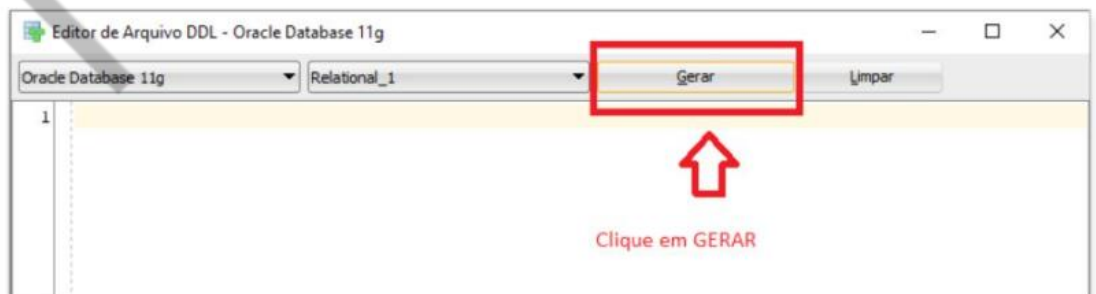 Editor de Arquivo DDL - Oracle Database 11g
Oracle Database 11g Relational_1 Gerar Limpar
1
Clique em GERAR